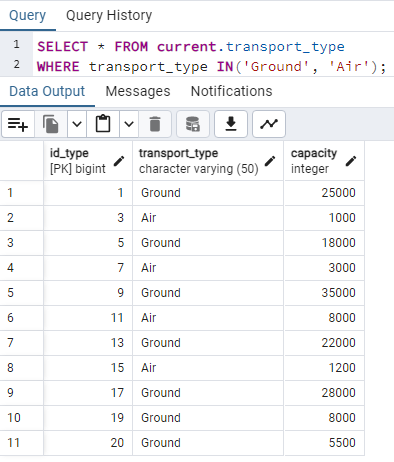 Query Query History
1 SELECT * FROM current.transport_type
2 WHERE transport_type IN('Ground', 'Air');
Data Output Messages Notifications
id_type transport_type capacity
[PK] bigint character varying (50) integer
1 1 Ground 25000
2 3 Air 1000
3 5 Ground 18000
4 7 Air 3000
5 9 Ground 35000
6 11 Air 8000
7 13 Ground 22000
8 15 Air 1200
9 17 Ground 28000
10 19 Ground 8000
11 20 Ground 5500